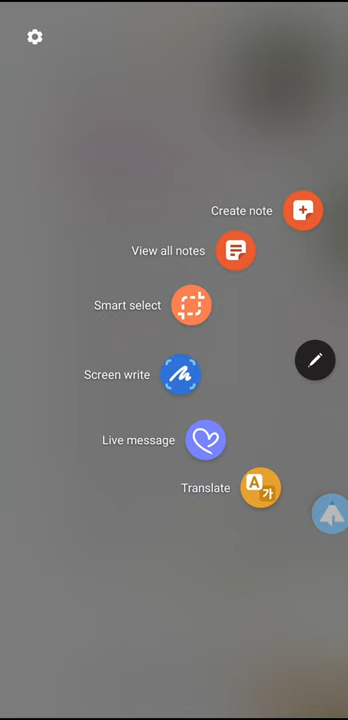 Create note
View all notes
Smart select
Screen write
Live message
Translate
A
가